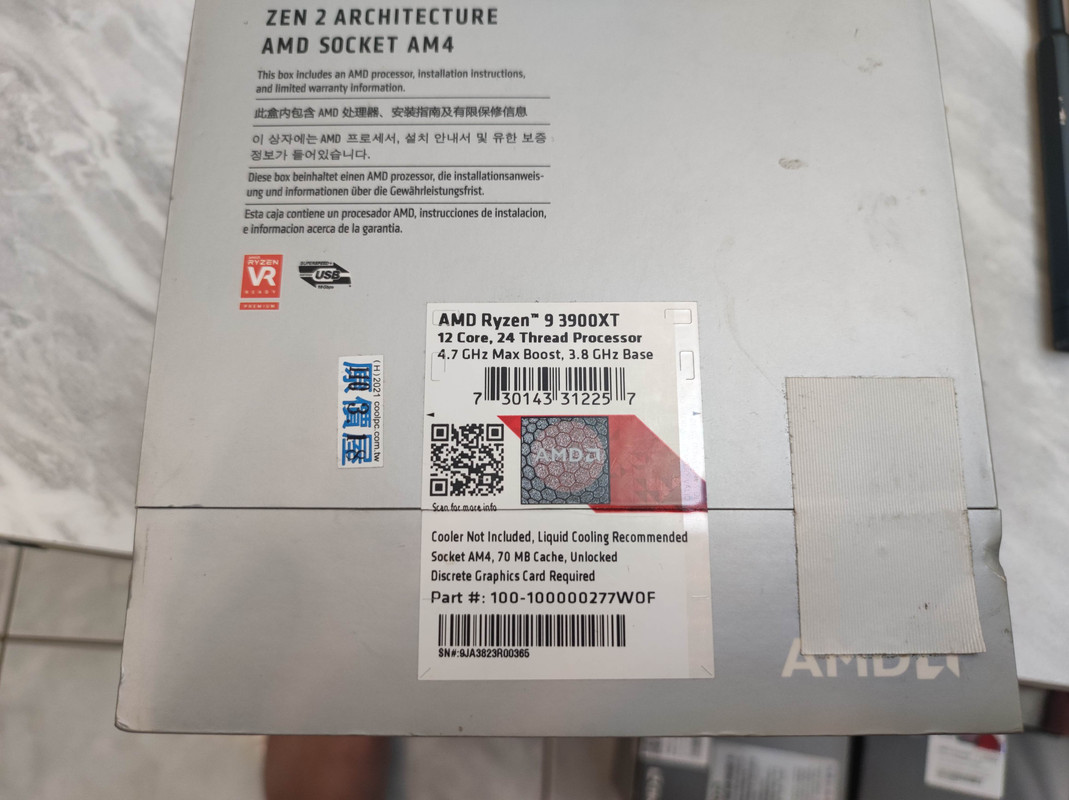 ZEN 2 ARCHITECTURE
AMD SOCKET AM4
This box includes an AMD processor, installation instructions,
and limited warranty information.
此盒内包含 AMD 处理器、安装指南及有限保修信息
이 상자에는 AMD 프로세서, 설치 안내서 및 유한 보증
정보가 들어있습니다.
Diese box beinhaltet einen AMD prozessor, die installationsanweis-
ung und informationen über die Gewährleistungsfrist.
Esta caja contiene un procesador AMD, instrucciones de instalacion,
e informacion acerca de la garantia.
AMD
RYZEN
VR
READY
PREMIUM
SUPERSPEED+
USB
10Gbps
原價屋
(H)2021 coolpc.com.tw
AMD Ryzen™ 9 3900XT
12 Core, 24 Thread Processor
4.7 GHz Max Boost, 3.8 GHz Base
7 30143 31225 7
AMD
Scan for more info
Cooler Not Included, Liquid Cooling Recommended
Socket AM4, 70 MB Cache, Unlocked
Discrete Graphics Card Required
Part #: 100-100000277WOF
SN#:9JA3823R00365
AMD